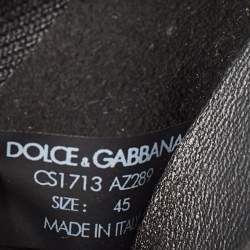 DOLCE & GABBANA
CS1713 AZ289
SIZE: 45
MADE IN ITALY